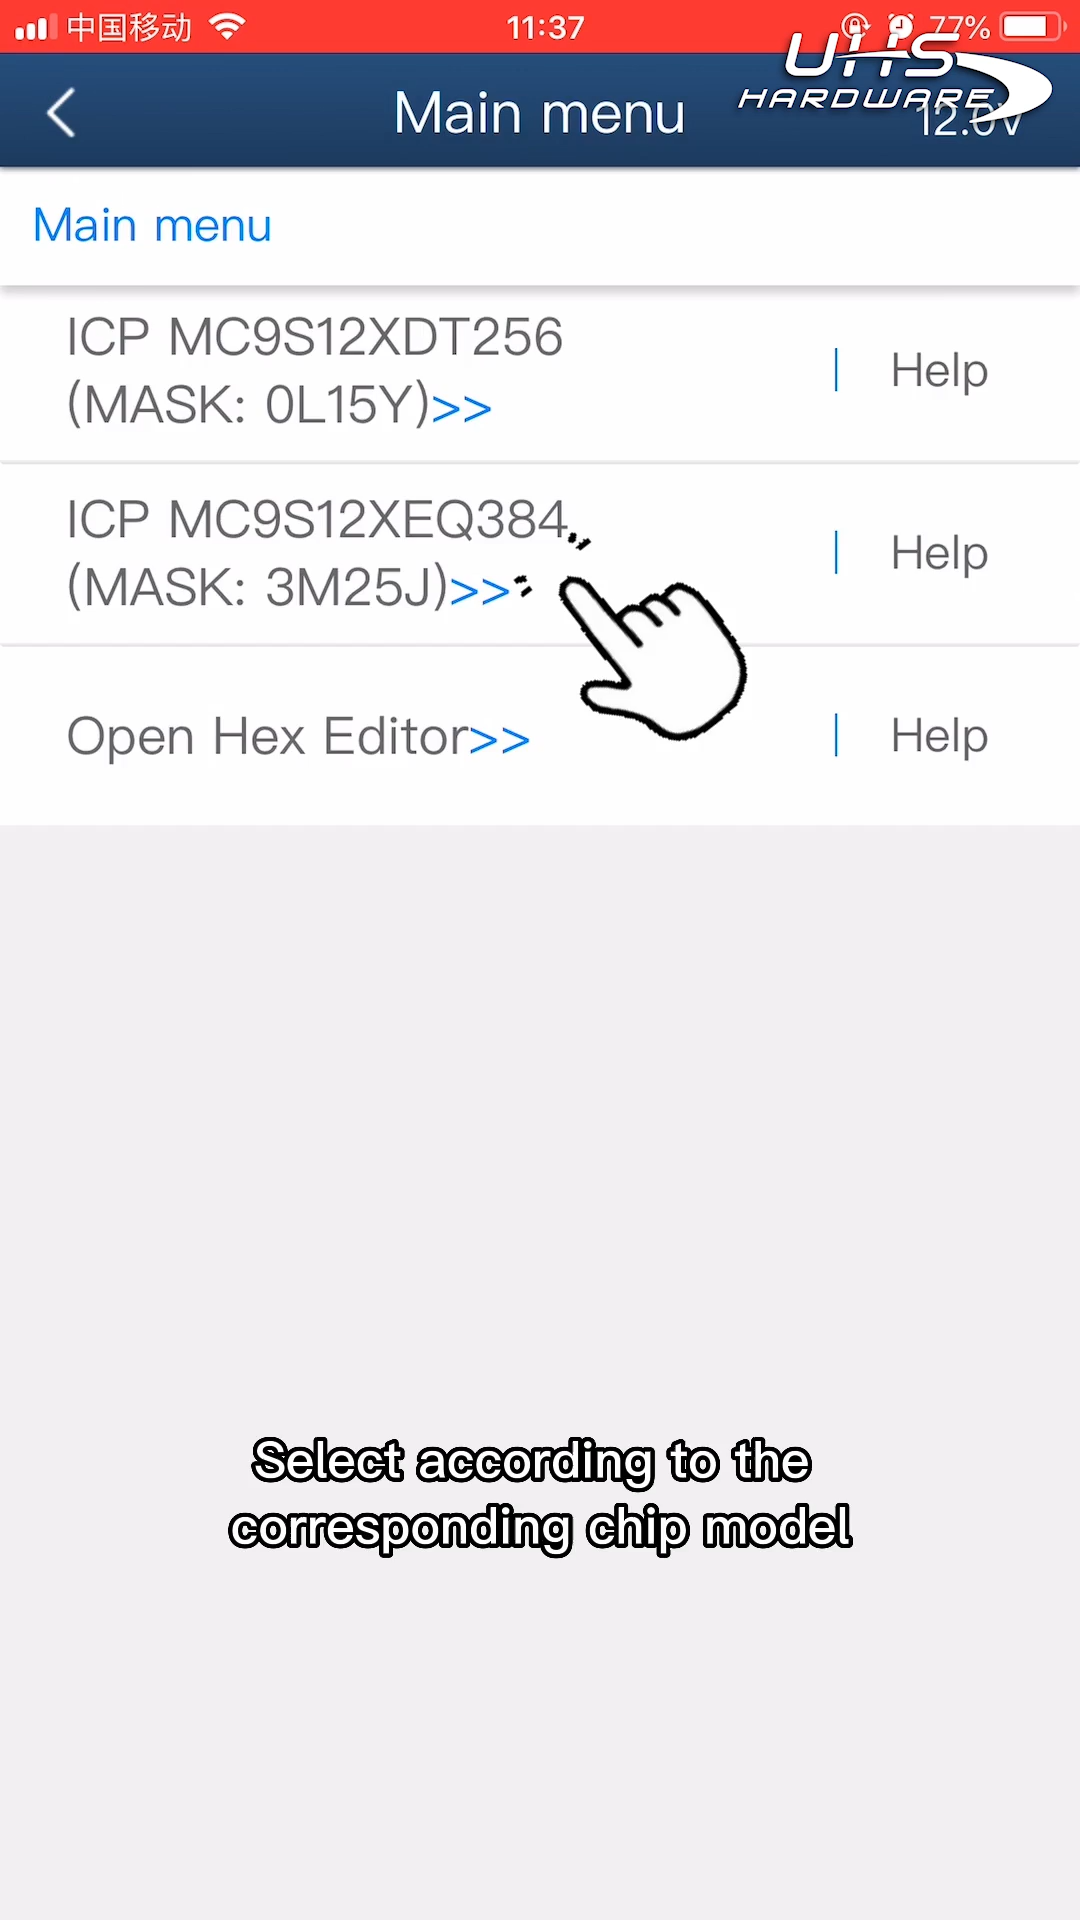 中国移动
11:37
77%
UHS
HARDWARE
Main menu
12.0V
Main menu
ICP MC9S12XDT256
(MASK: 0L15Y)>>
Help
ICP MC9S12XEQ384
(MASK: 3M25J)>>
Help
Open Hex Editor>>
Help
Select according to the
corresponding chip model